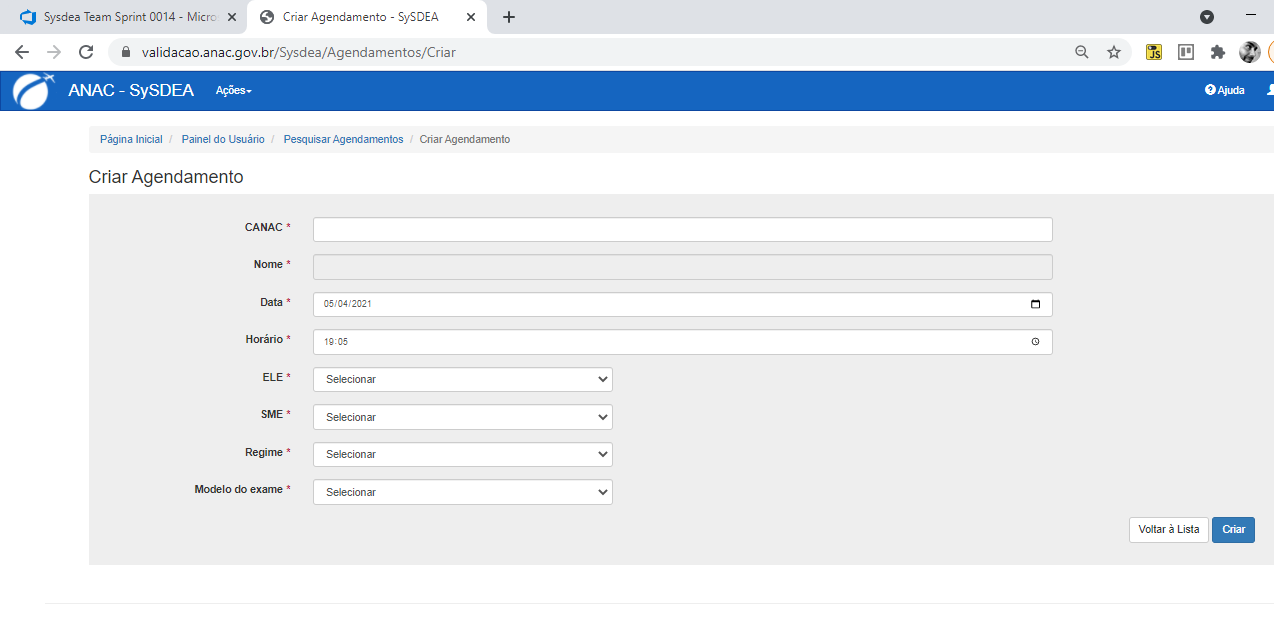 Sysdea Team Sprint 0014 - Micro
Criar Agendamento - SySDEA
validacao.anac.gov.br/Sysdea/Agendamentos/Criar
JS
ANAC - SySDEA Ações
Ajuda
Página Inicial / Painel do Usuário / Pesquisar Agendamentos / Criar Agendamento
Criar Agendamento
CANAC *
Nome *
Data * 05/04/2021
Horário * 19:05
ELE * Selecionar
SME * Selecionar
Regime * Selecionar
Modelo do exame * Selecionar
Voltar à Lista Criar